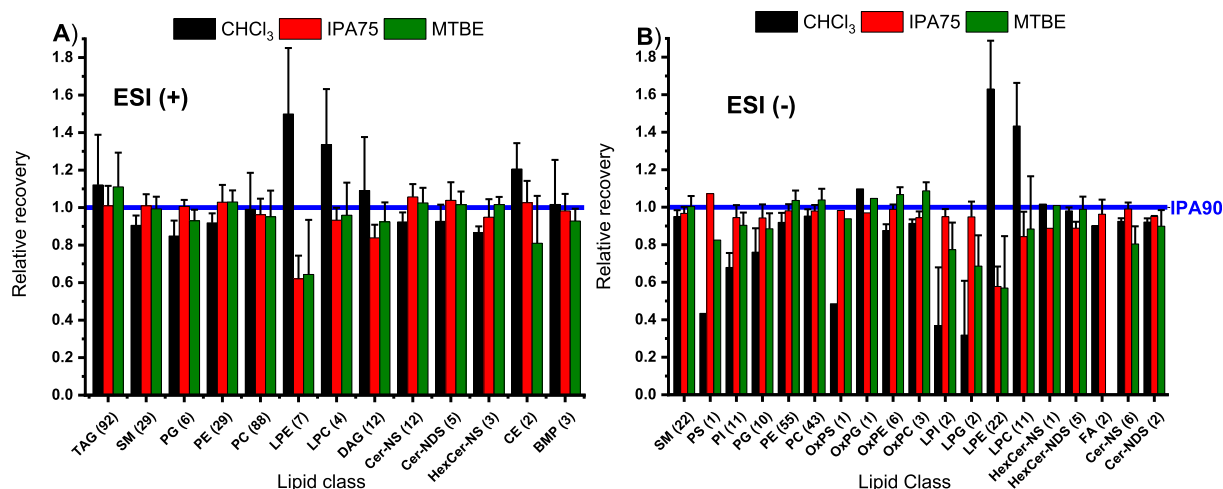 A)
CHCl₃ IPA75 MTBE
ESI (+)
Relative recovery
1.8
1.6
1.4
1.2
1.0
0.8
0.6
0.4
0.2
0.0
TAG (92)
SM (29)
PG (6)
PE (29)
PC (88)
LPE (7)
LPC (4)
DAG (12)
Cer-NS (12)
Cer-NDS (5)
HexCer-NS (3)
CE (2)
BMP (3)
Lipid class
B)
CHCl₃ IPA75 MTBE
ESI (-)
Relative recovery
1.8
1.6
1.4
1.2
1.0
0.8
0.6
0.4
0.2
0.0
IPA90
SM (22)
PS (1)
PI (11)
PG (10)
PE (55)
PC (43)
OxPS (1)
OxPG (1)
OxPE (6)
OxPC (3)
LPI (2)
LPG (2)
LPE (22)
LPC (11)
HexCer-NS (1)
HexCer-NDS (5)
FA (2)
Cer-NS (6)
Cer-NDS (2)
Lipid Class